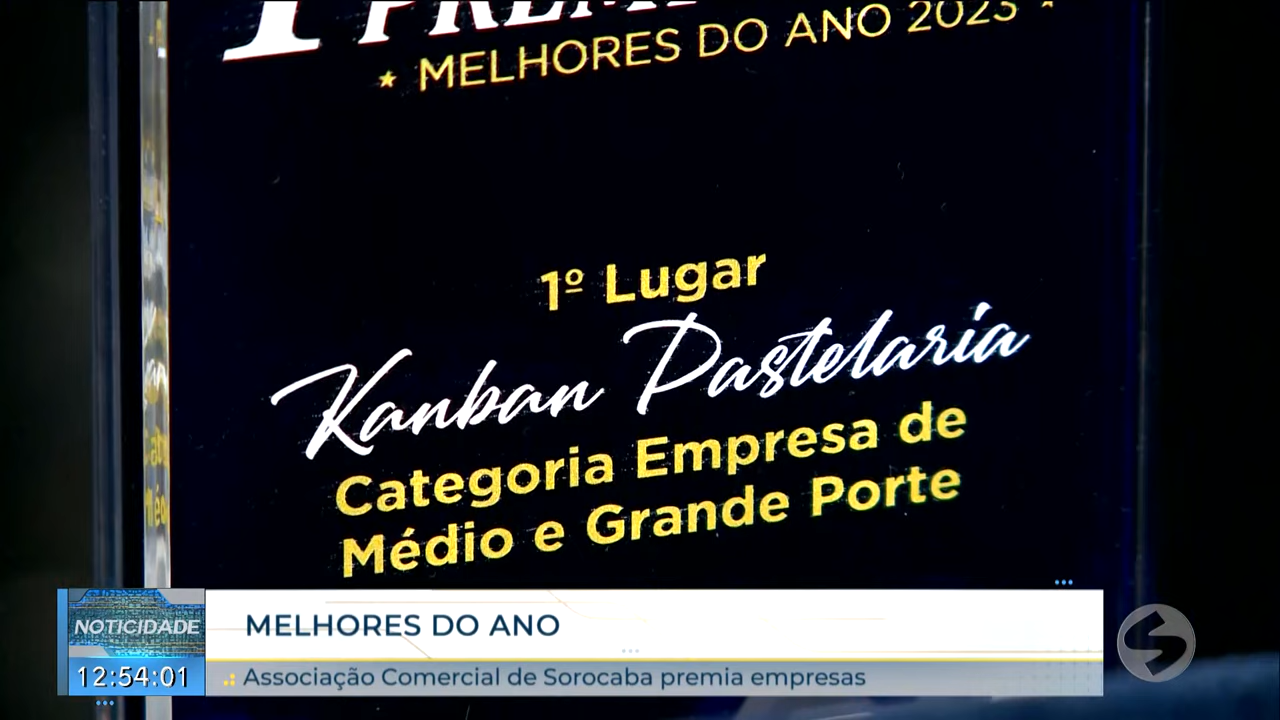 * MELHORES DO ANO 2023 *
1º Lugar
Kanban Pastelaria
Categoria Empresa de
Médio e Grande Porte
NOTICIDADE
MELHORES DO ANO
12:54:01
Associação Comercial de Sorocaba premia empresas